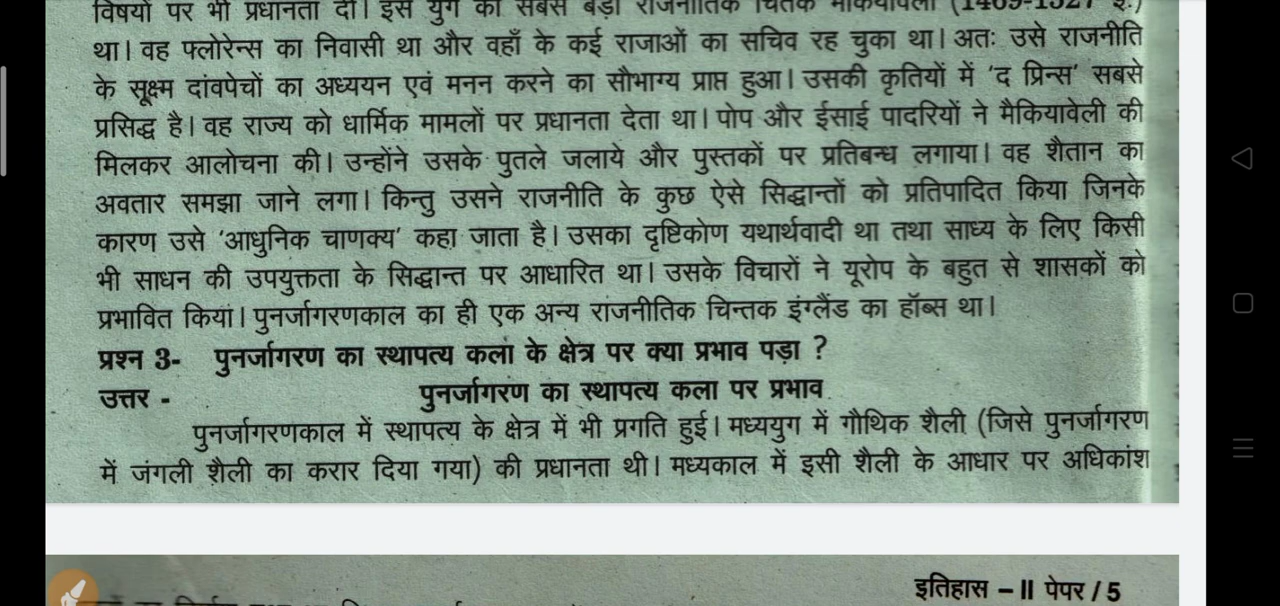 विषयों पर भी प्रधानता दी। इस युग का सबसे बड़ा राजनीतिक चिंतक मैकियावेली (1469-1527 ई.)
था। वह फ्लोरेन्स का निवासी था और वहाँ के कई राजाओं का सचिव रह चुका था। अतः उसे राजनीति
के सूक्ष्म दांवपेचों का अध्ययन एवं मनन करने का सौभाग्य प्राप्त हुआ। उसकी कृतियों में 'द प्रिन्स' सबसे
प्रसिद्ध है। वह राज्य को धार्मिक मामलों पर प्रधानता देता था। पोप और ईसाई पादरियों ने मैकियावेली की
मिलकर आलोचना की। उन्होंने उसके पुतले जलाये और पुस्तकों पर प्रतिबन्ध लगाया। वह शैतान का
अवतार समझा जाने लगा। किन्तु उसने राजनीति के कुछ ऐसे सिद्धान्तों को प्रतिपादित किया जिनके
कारण उसे 'आधुनिक चाणक्य' कहा जाता है। उसका दृष्टिकोण यथार्थवादी था तथा साध्य के लिए किसी
भी साधन की उपयुक्तता के सिद्धान्त पर आधारित था। उसके विचारों ने यूरोप के बहुत से शासकों को
प्रभावित किया। पुनर्जागरणकाल का ही एक अन्य राजनीतिक चिन्तक इंग्लैंड का हॉब्स था।
प्रश्न 3- पुनर्जागरण का स्थापत्य कला के क्षेत्र पर क्या प्रभाव पड़ा ?
उत्तर - पुनर्जागरण का स्थापत्य कला पर प्रभाव
पुनर्जागरणकाल में स्थापत्य के क्षेत्र में भी प्रगति हुई। मध्ययुग में गौथिक शैली (जिसे पुनर्जागरण
में जंगली शैली का करार दिया गया) की प्रधानता थी। मध्यकाल में इसी शैली के आधार पर अधिकांश
इतिहास – II पेपर / 5